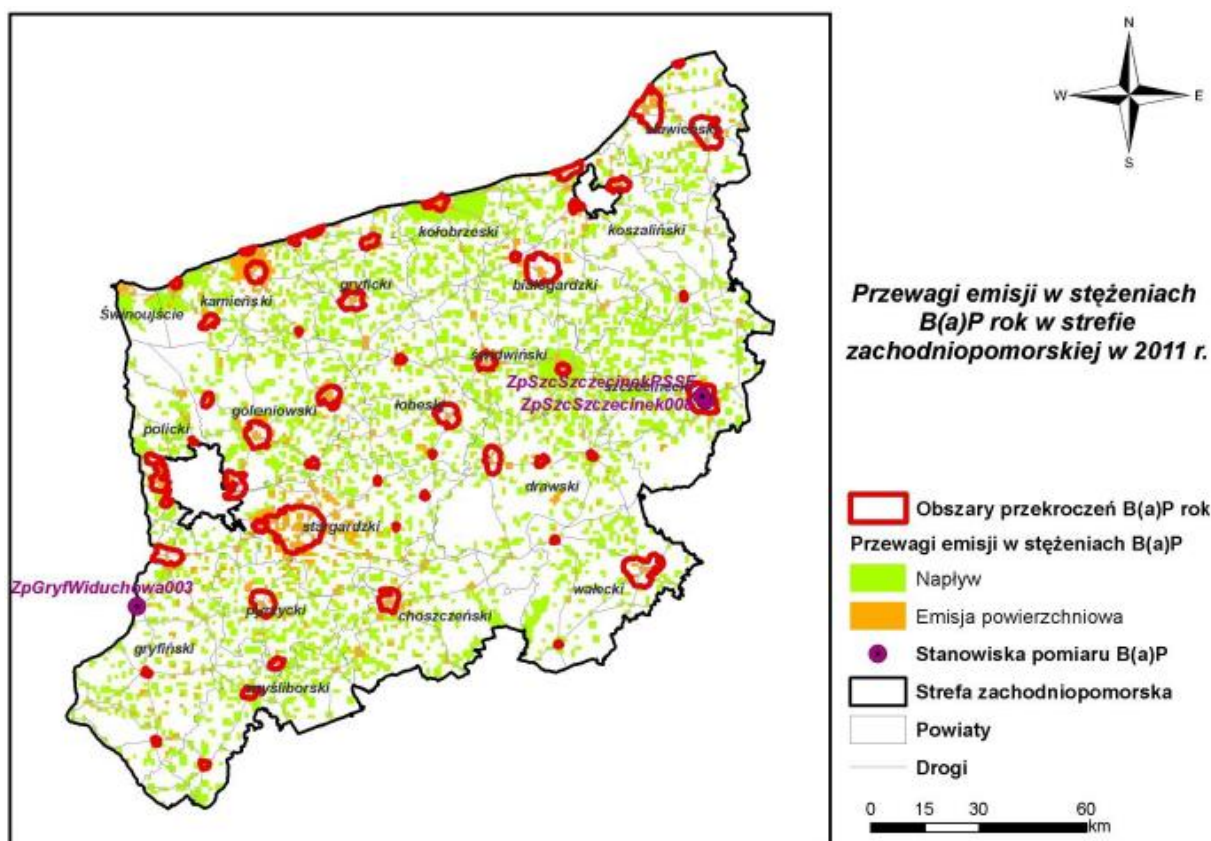 N
W E
S
Przewagi emisji w stężeniach
B(a)P rok w strefie
zachodniopomorskiej w 2011 r.
sławieński
kołobrzeski
koszaliński
białogardzki
kamieński
gryficki
Świnoujście
świdwiński
ZpSzcSzczecinekPSSE
szczecinecki
ZpSzcSzczecinek008
łobeski
goleniowski
policki
drawski
stargardzki
ZpGryfWiduchowa003
wałecki
pyrzycki
choszczeński
gryfiński
myśliborski
Obszary przekroczeń B(a)P rok
Przewagi emisji w stężeniach B(a)P
Napływ
Emisja powierzchniowa
Stanowiska pomiaru B(a)P
Strefa zachodniopomorska
Powiaty
Drogi
0 15 30 60
km